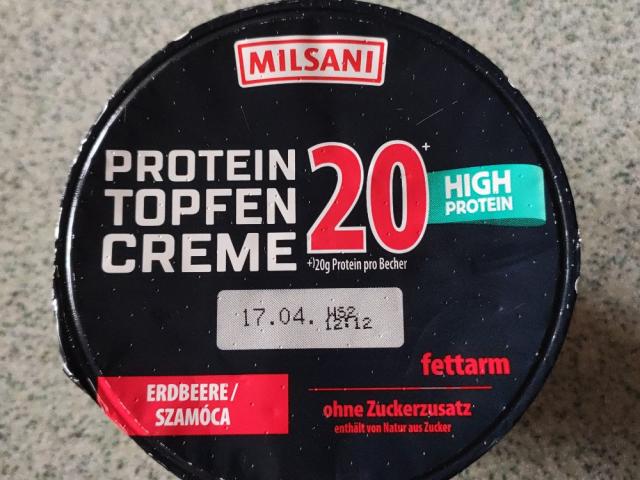 MILSANI
PROTEIN
TOPFEN
CREME
20+
HIGH
PROTEIN
+)20g Protein pro Becher
17.04. WS2
12:12
fettarm
ERDBEERE/
SZAMÓCA
ohne Zuckerzusatz
enthält von Natur aus Zucker